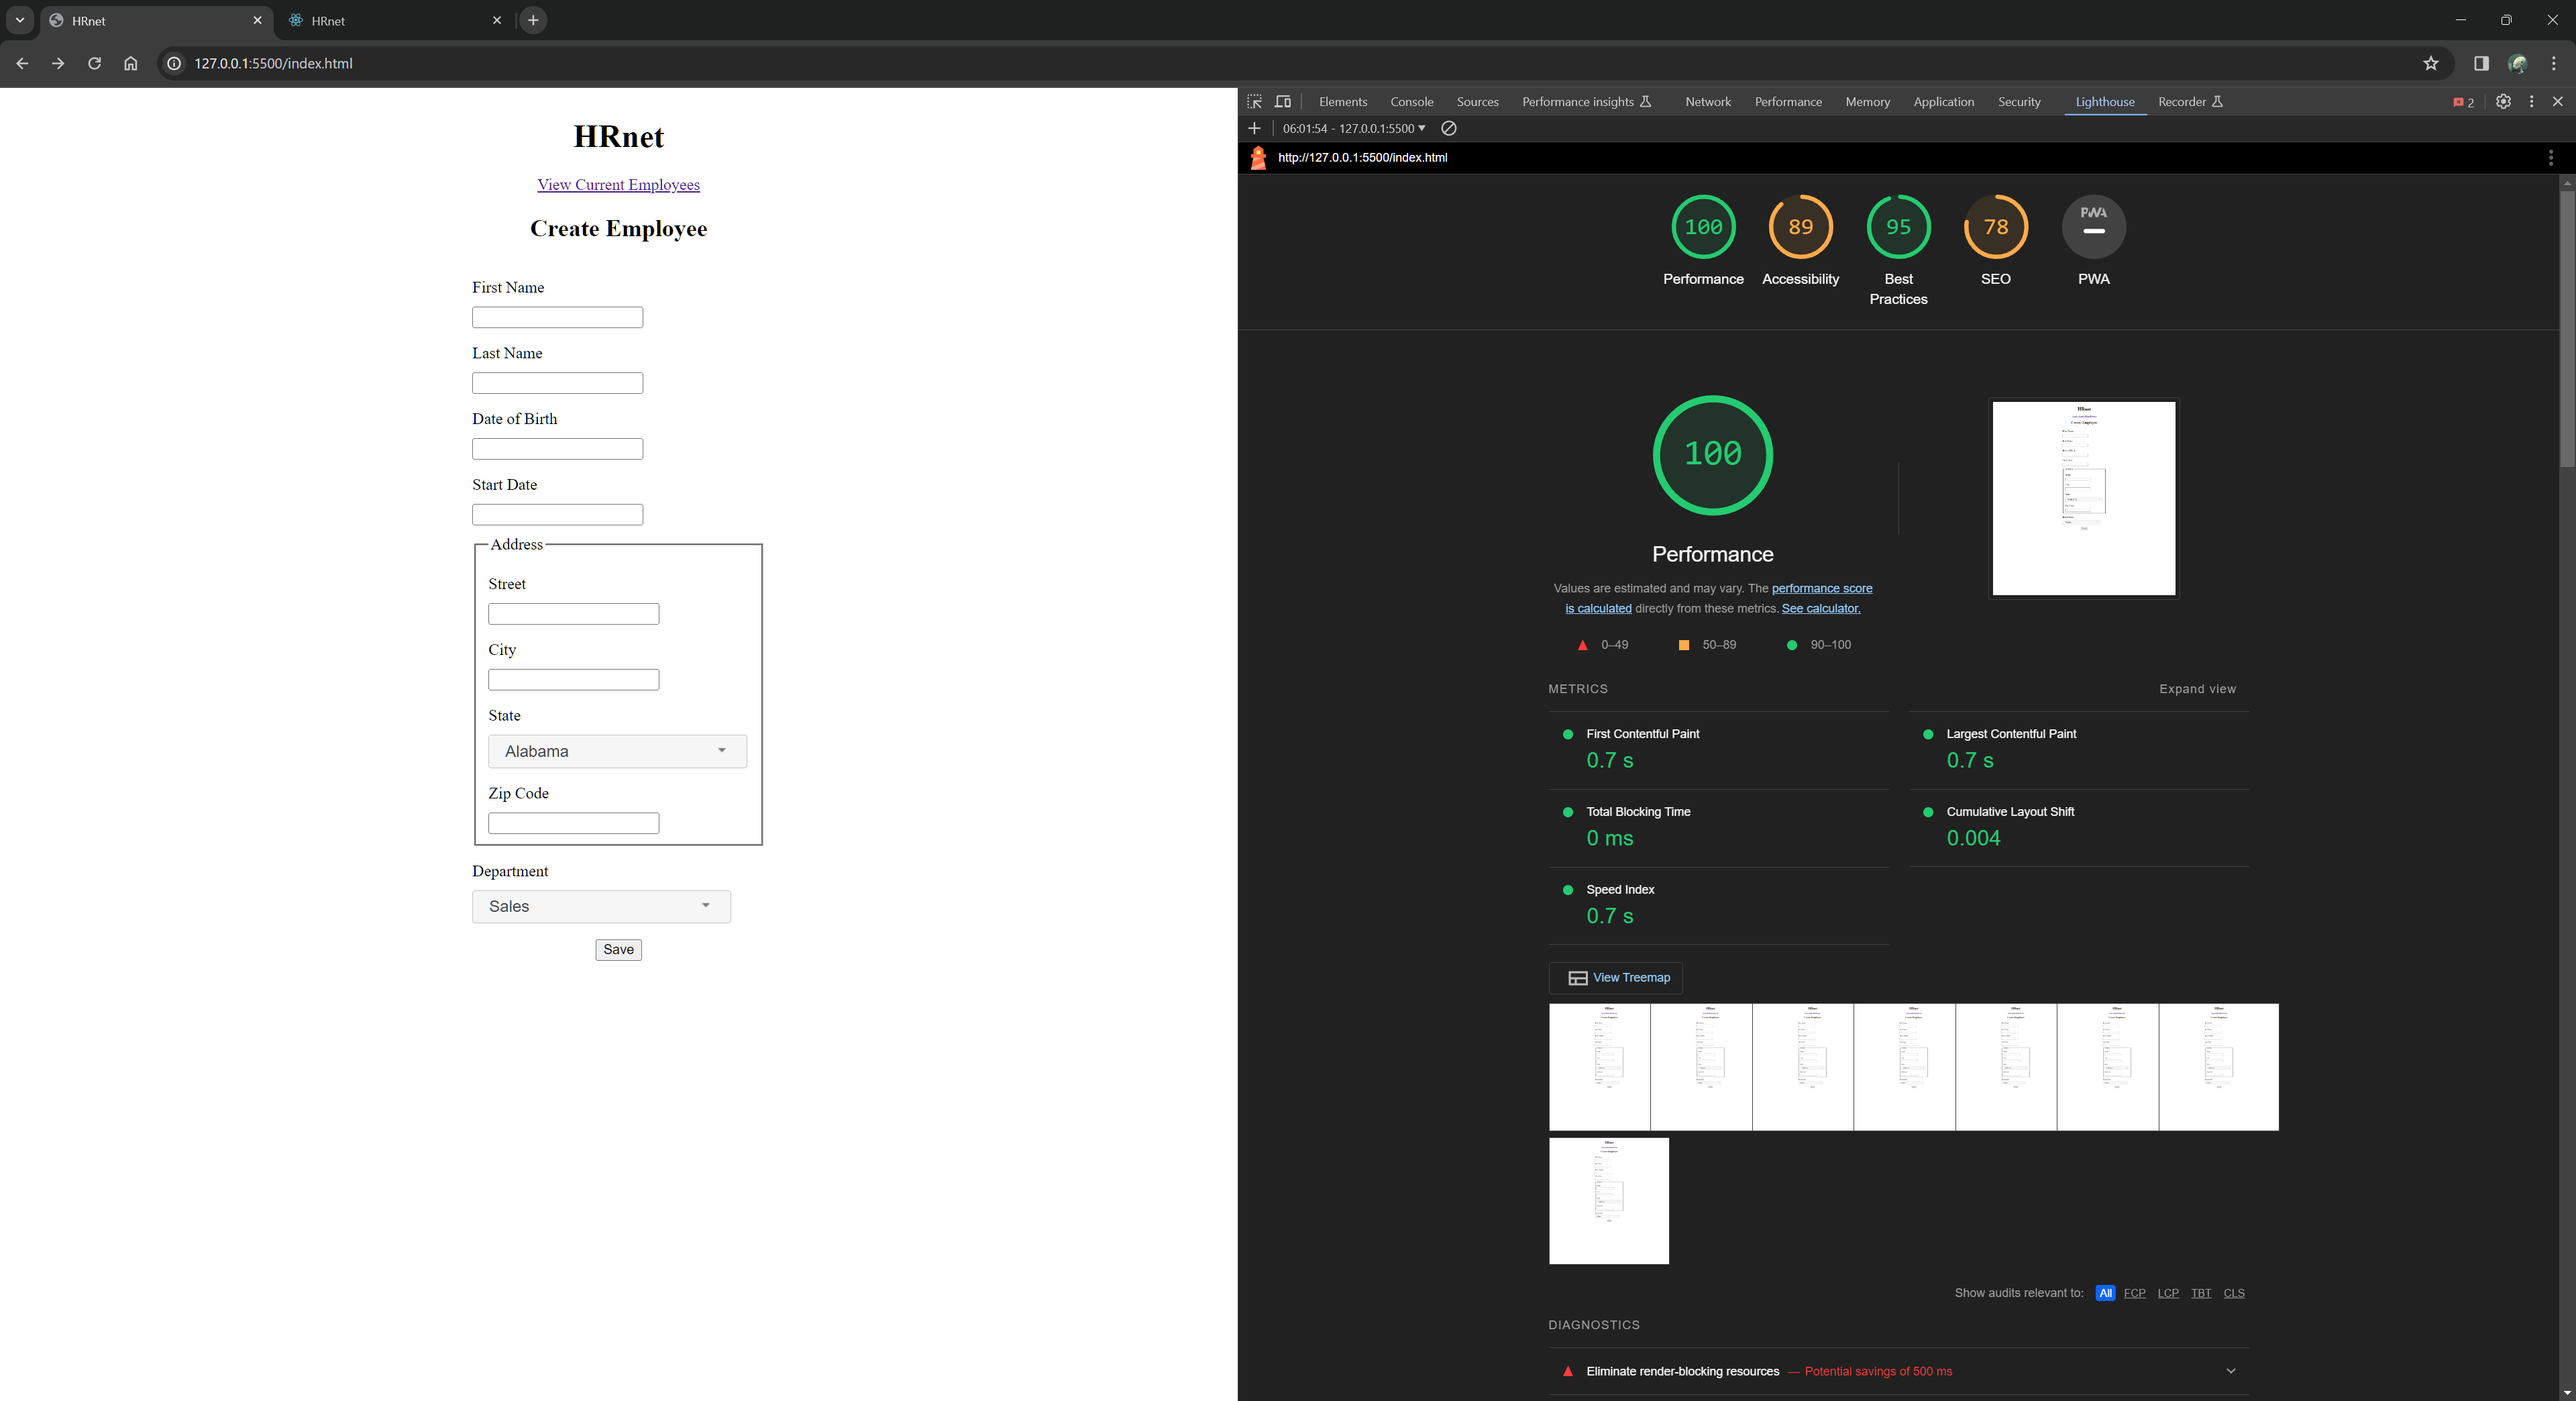 HRnet
HRnet
127.0.0.1:5500/index.html
HRnet
View Current Employees
Create Employee
First Name
Last Name
Date of Birth
Start Date
Address
Street
City
State
Alabama
Zip Code
Department
Sales
Save
Elements Console Sources Performance insights Network Performance Memory Application Security Lighthouse Recorder 2
06:01:54 - 127.0.0.1:5500
http://127.0.0.1:5500/index.html
100 89 95 78 PWA
Performance Accessibility Best Practices SEO PWA
100
Performance
Values are estimated and may vary. The performance score
is calculated directly from these metrics. See calculator.
0–49 50–89 90–100
METRICS Expand view
First Contentful Paint
0.7 s
Largest Contentful Paint
0.7 s
Total Blocking Time
0 ms
Cumulative Layout Shift
0.004
Speed Index
0.7 s
View Treemap
Show audits relevant to: All FCP LCP TBT CLS
DIAGNOSTICS
Eliminate render-blocking resources — Potential savings of 500 ms